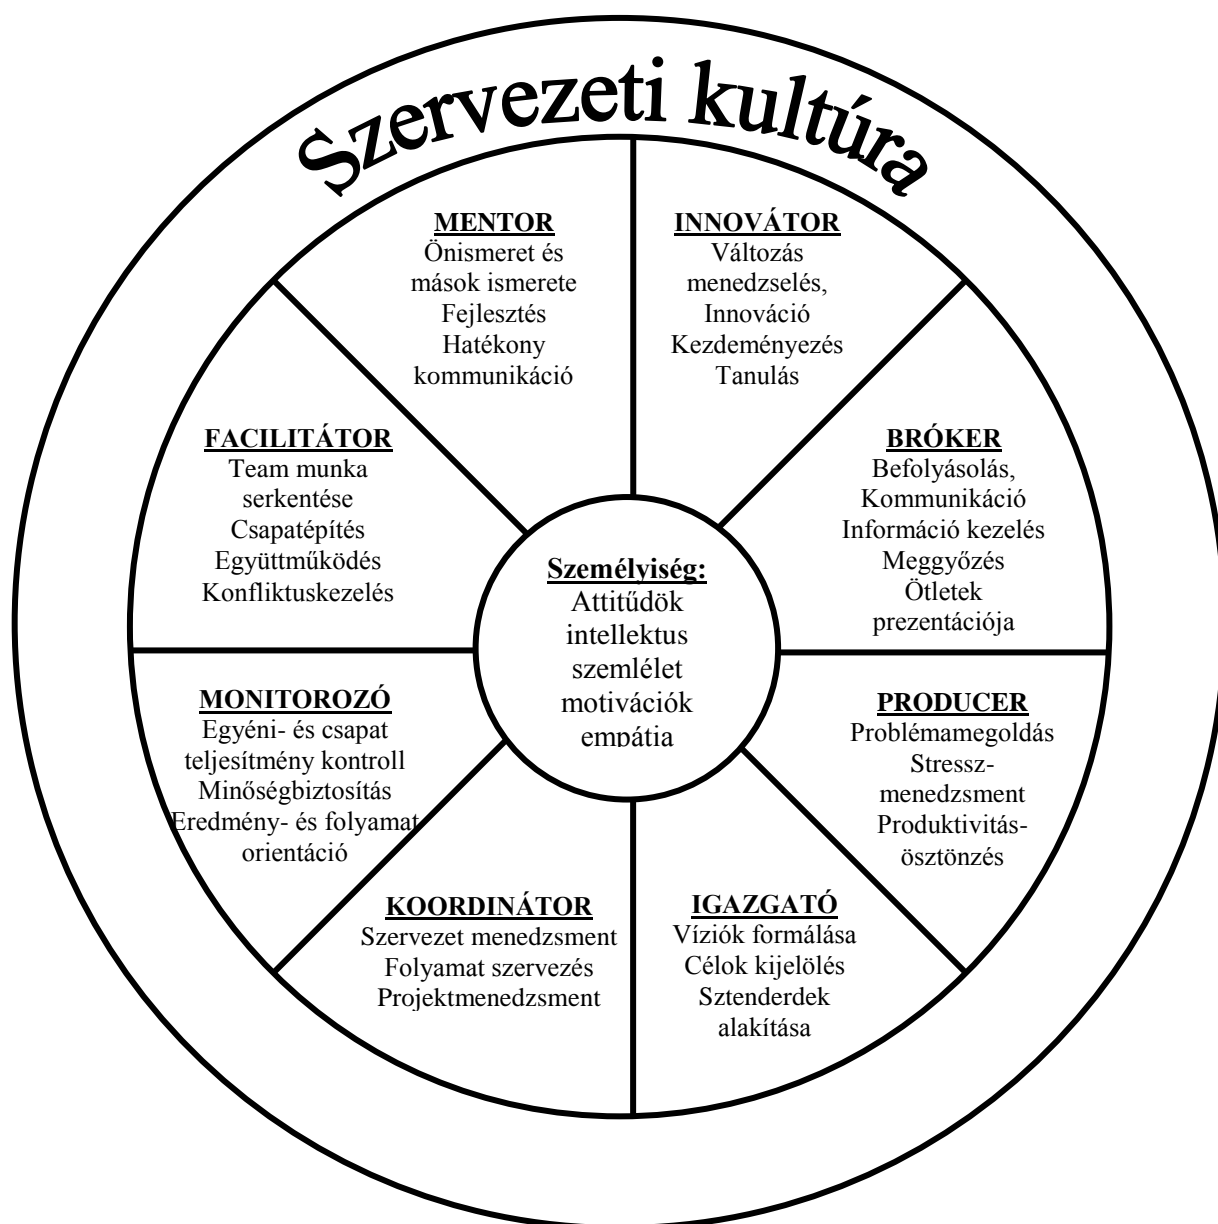 Szervezeti kultúra
MENTOR
Önismeret és
mások ismerete
Fejlesztés
Hatékony
kommunikáció
INNOVÁTOR
Változás
menedzselés,
Innováció
Kezdeményezés
Tanulás
FACILITÁTOR
Team munka
serkentése
Csapatépítés
Együttműködés
Konfliktuskezelés
BRÓKER
Befolyásolás,
Kommunikáció
Információ kezelés
Meggyőzés
Ötletek
prezentációja
Személyiség:
Attitűdök
intellektus
szemlélet
motivációk
empátia
MONITOROZÓ
Egyéni- és csapat
teljesítmény kontroll
Minőségbiztosítás
Eredmény- és folyamat
orientáció
PRODUCER
Problémamegoldás
Stressz-
menedzsment
Produktivitás-
ösztönzés
KOORDINÁTOR
Szervezet menedzsment
Folyamat szervezés
Projektmenedzsment
IGAZGATÓ
Víziók formálása
Célok kijelölés
Sztenderdek
alakítása